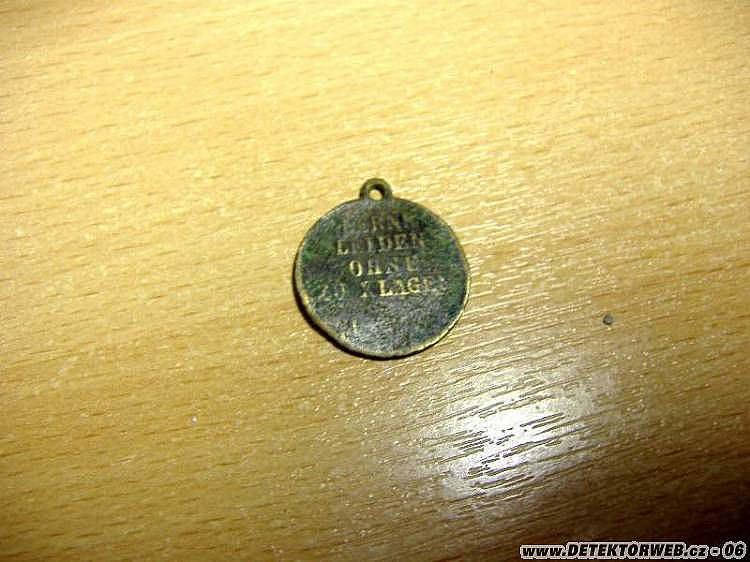 LERNE
LEIDEN
OHNE
ZU KLAGEN
www.DETEKTORWEB.cz - 06